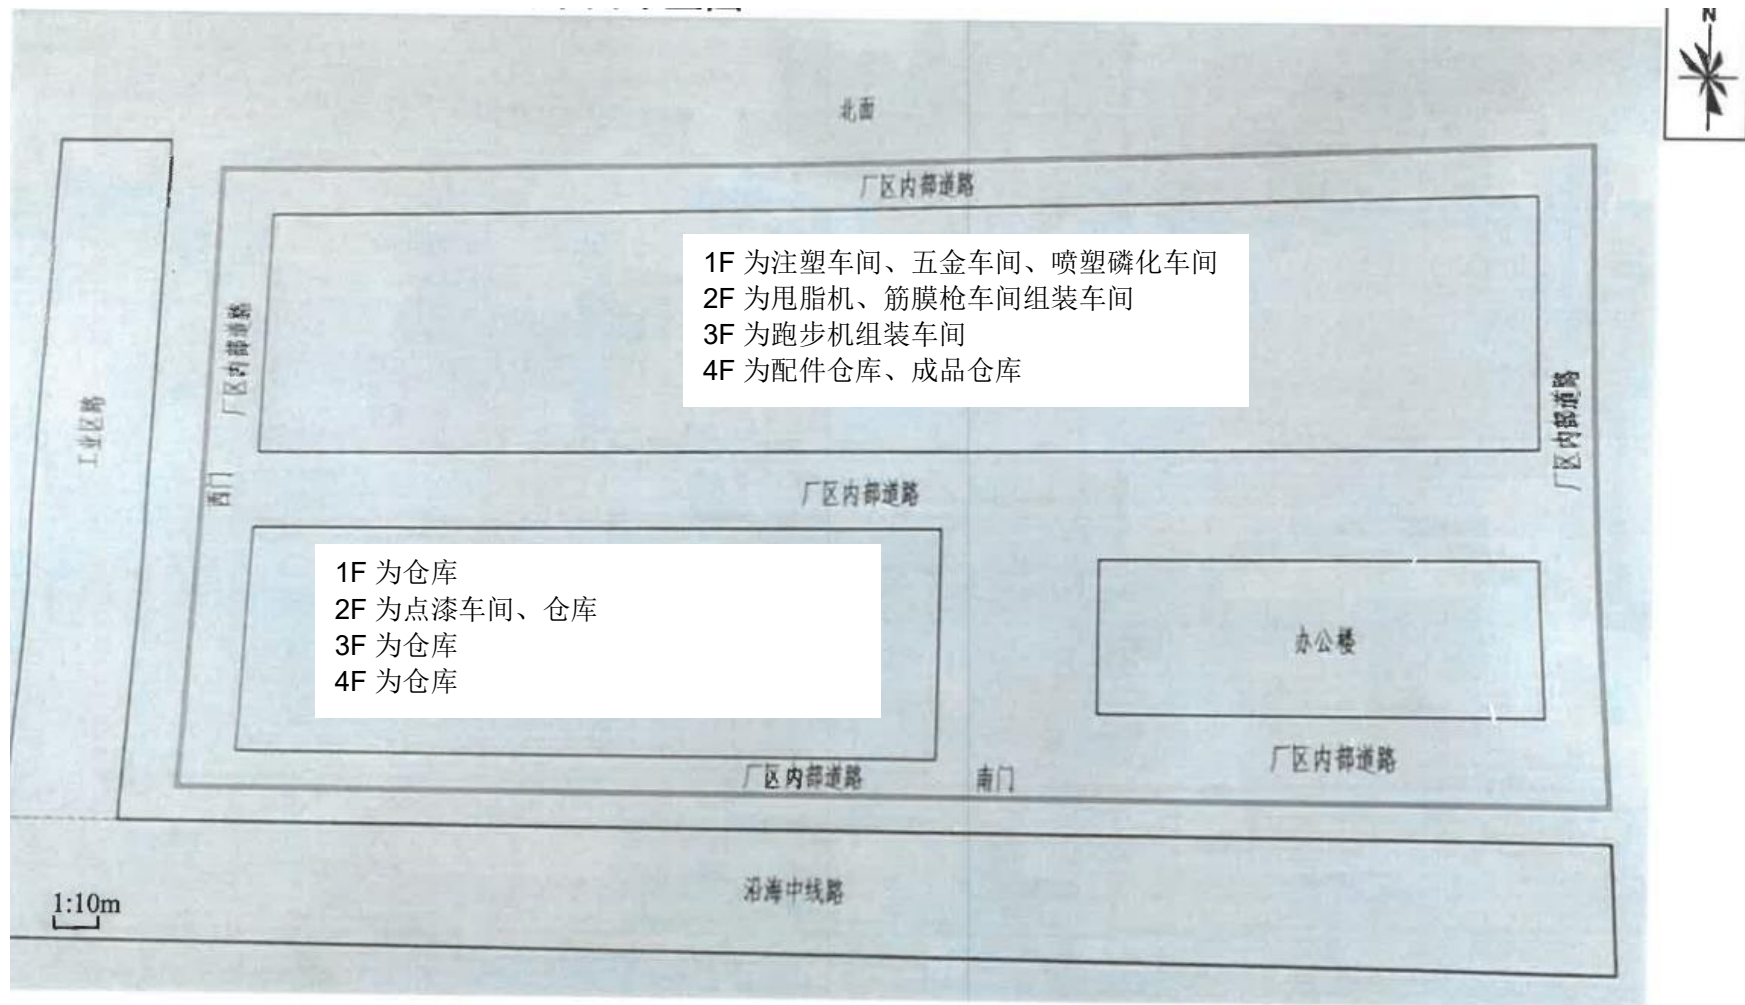 N
北面
厂区内部道路
1F 为注塑车间、五金车间、喷塑磷化车间
2F 为甩脂机、筋膜枪车间组装车间
3F 为跑步机组装车间
4F 为配件仓库、成品仓库
厂区内部道路
工业区路
厂区内部道路
西门
厂区内部道路
1F 为仓库
2F 为点漆车间、仓库
3F 为仓库
4F 为仓库
办公楼
厂区内部道路
厂区内部道路
南门
沿海中线路
1:10m